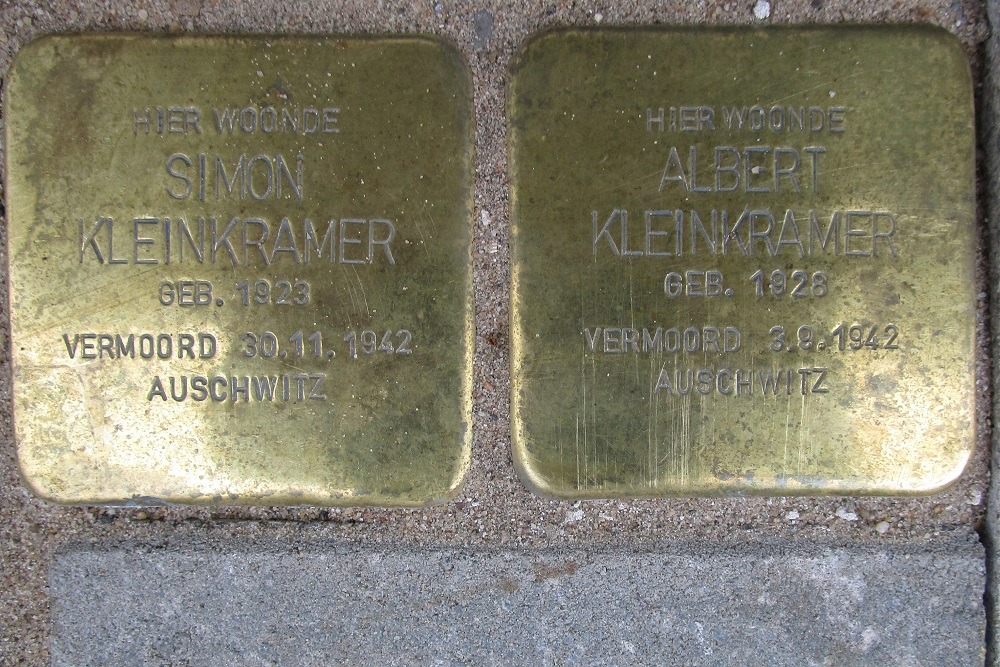 HIER WOONDE
SIMON
KLEINKRAMER
GEB. 1923
VERMOORD 30.11.1942
AUSCHWITZ
HIER WOONDE
ALBERT
KLEINKRAMER
GEB. 1928
VERMOORD 3.9.1942
AUSCHWITZ